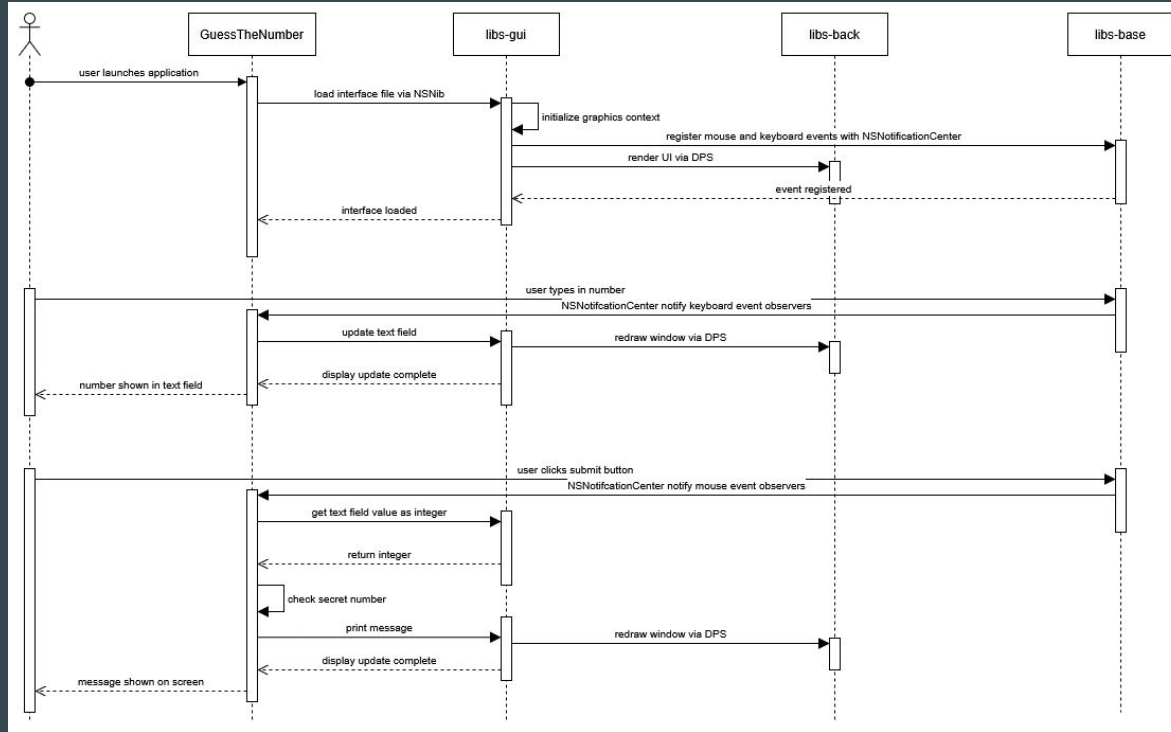 GuessTheNumber
libs-gui
libs-back
libs-base
user launches application
load interface file via NSNib
initialize graphics context
register mouse and keyboard events with NSNotificationCenter
render UI via DPS
event registered
interface loaded
user types in number
NSNotifcationCenter notify keyboard event observers
update text field
redraw window via DPS
display update complete
number shown in text field
user clicks submit button
NSNotifcationCenter notify mouse event observers
get text field value as integer
return integer
check secret number
print message
redraw window via DPS
display update complete
message shown on screen